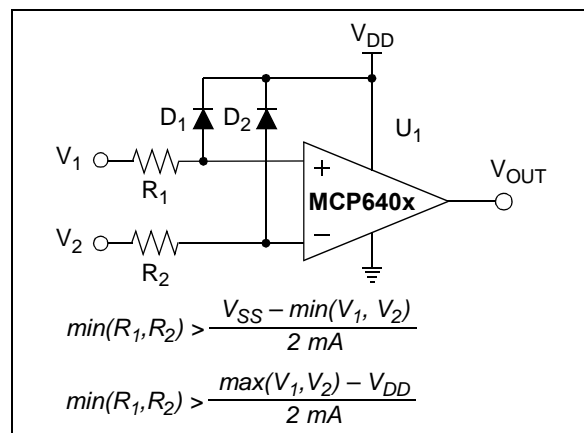 V_DD
D_1 D_2
U_1
V_1
R_1
+
MCP640x
V_OUT
V_2
R_2
–
min(R_1,R_2) > V_SS – min(V_1, V_2) / 2 mA
min(R_1,R_2) > max(V_1,V_2) – V_DD / 2 mA